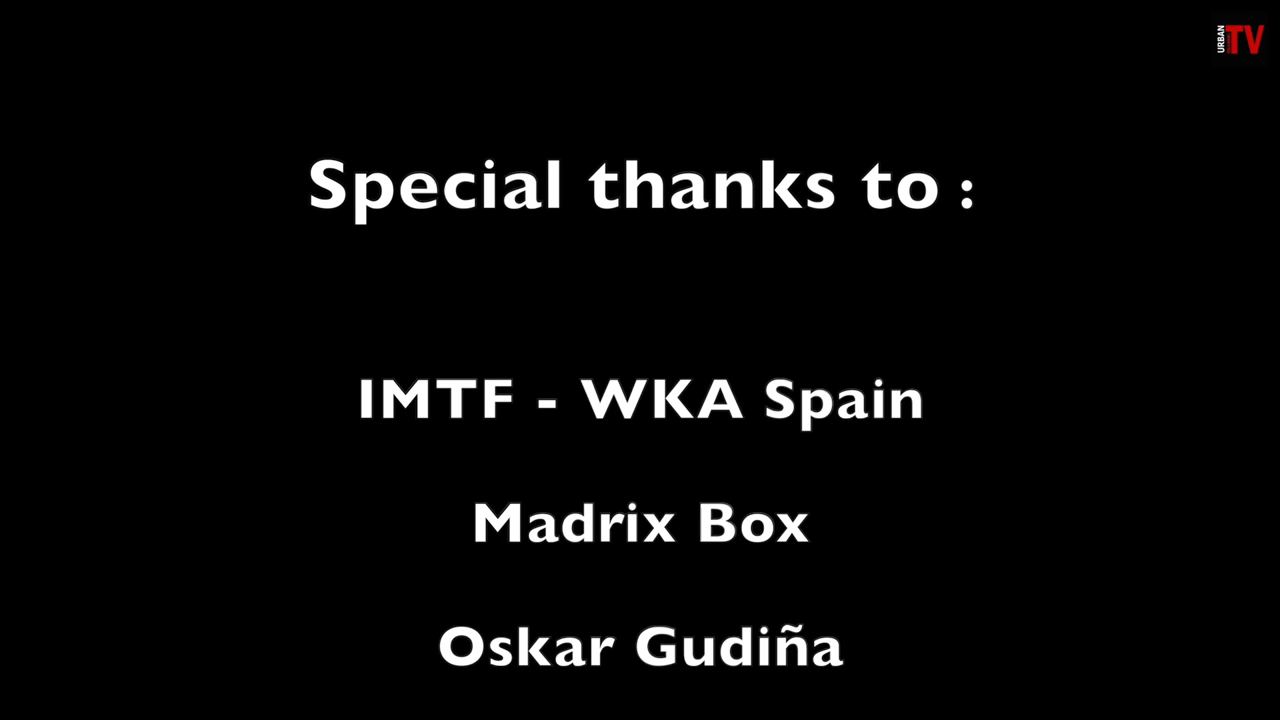 URBAN
TV
Special thanks to :
IMTF - WKA Spain
Madrix Box
Oskar Gudiña